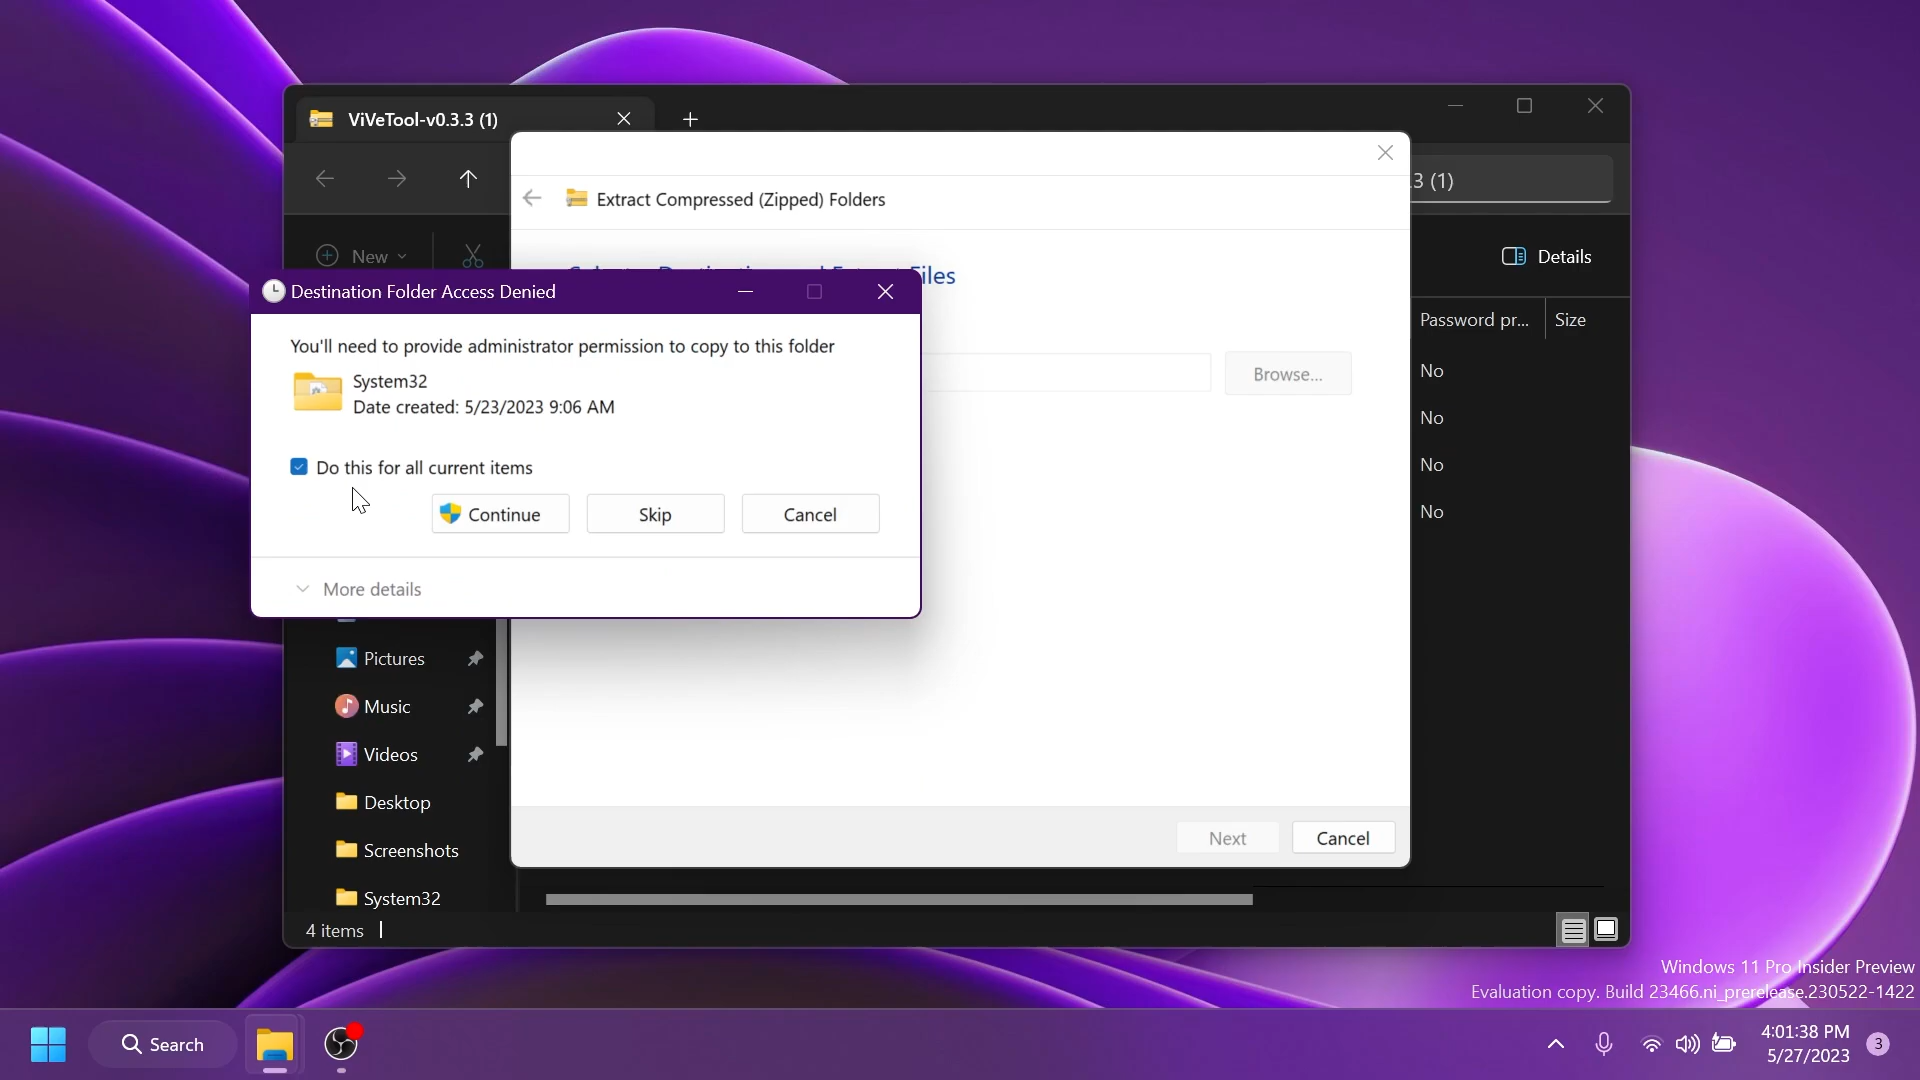 ViVeTool-v0.3.3 (1)
.3 (1)
Extract Compressed (Zipped) Folders
New
Details
Files
Destination Folder Access Denied
Password pr...
Size
You'll need to provide administrator permission to copy to this folder
System32
Date created: 5/23/2023 9:06 AM
Browse...
No
No
No
No
Do this for all current items
Continue
Skip
Cancel
More details
Pictures
Music
Videos
Desktop
Screenshots
System32
Next
Cancel
4 items
Windows 11 Pro Insider Preview
Evaluation copy. Build 23466.ni_prerelease.230522-1422
Search
4:01:38 PM
5/27/2023
3